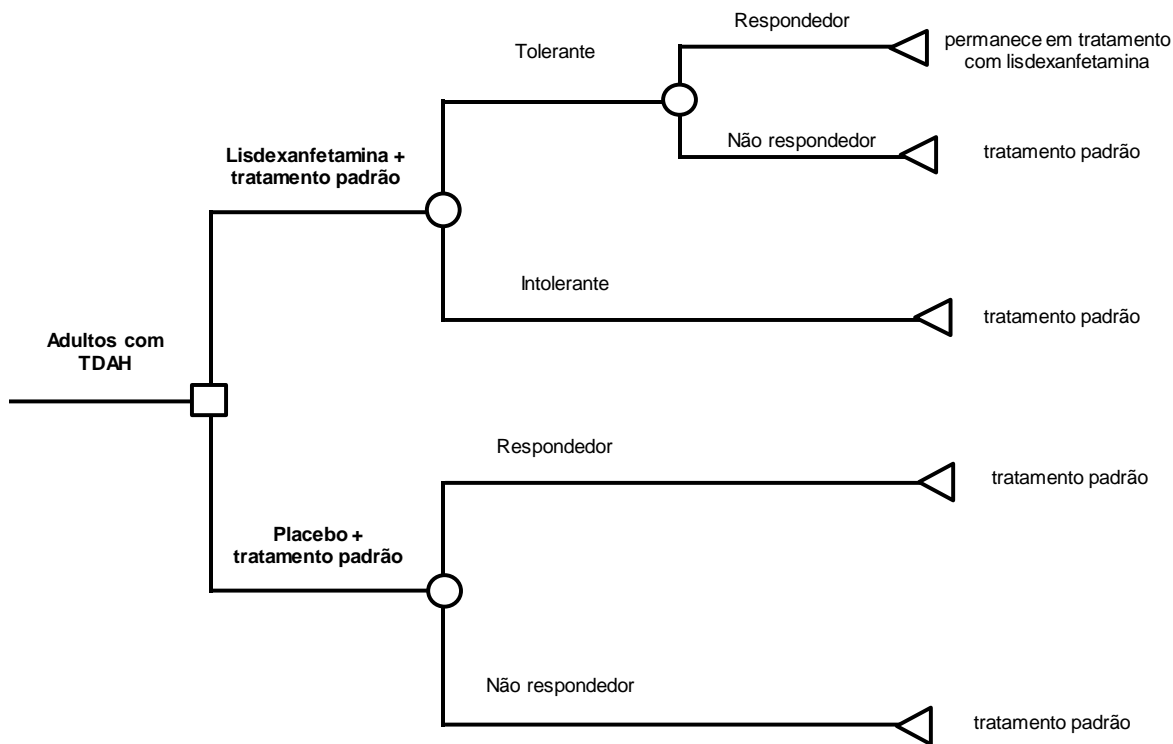 Respondedor
permanece em tratamento
com lisdexanfetamina
Tolerante
Não respondedor
tratamento padrão
Lisdexanfetamina +
tratamento padrão
Intolerante
tratamento padrão
Adultos com
TDAH
Respondedor
tratamento padrão
Placebo +
tratamento padrão
Não respondedor
tratamento padrão